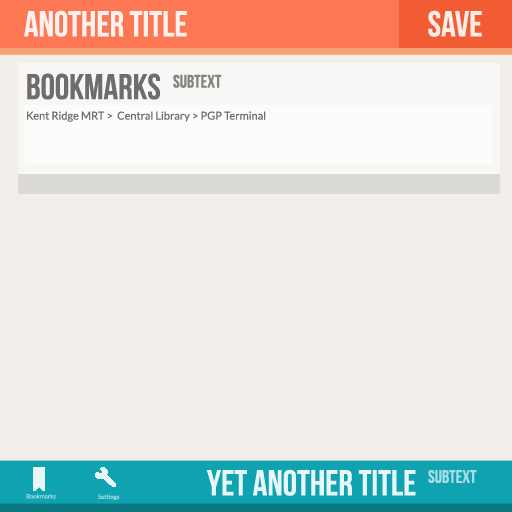 ANOTHER TITLE
SAVE
BOOKMARKS SUBTEXT
Kent Ridge MRT > Central Library > PGP Terminal
Bookmarks
Settings
YET ANOTHER TITLE SUBTEXT